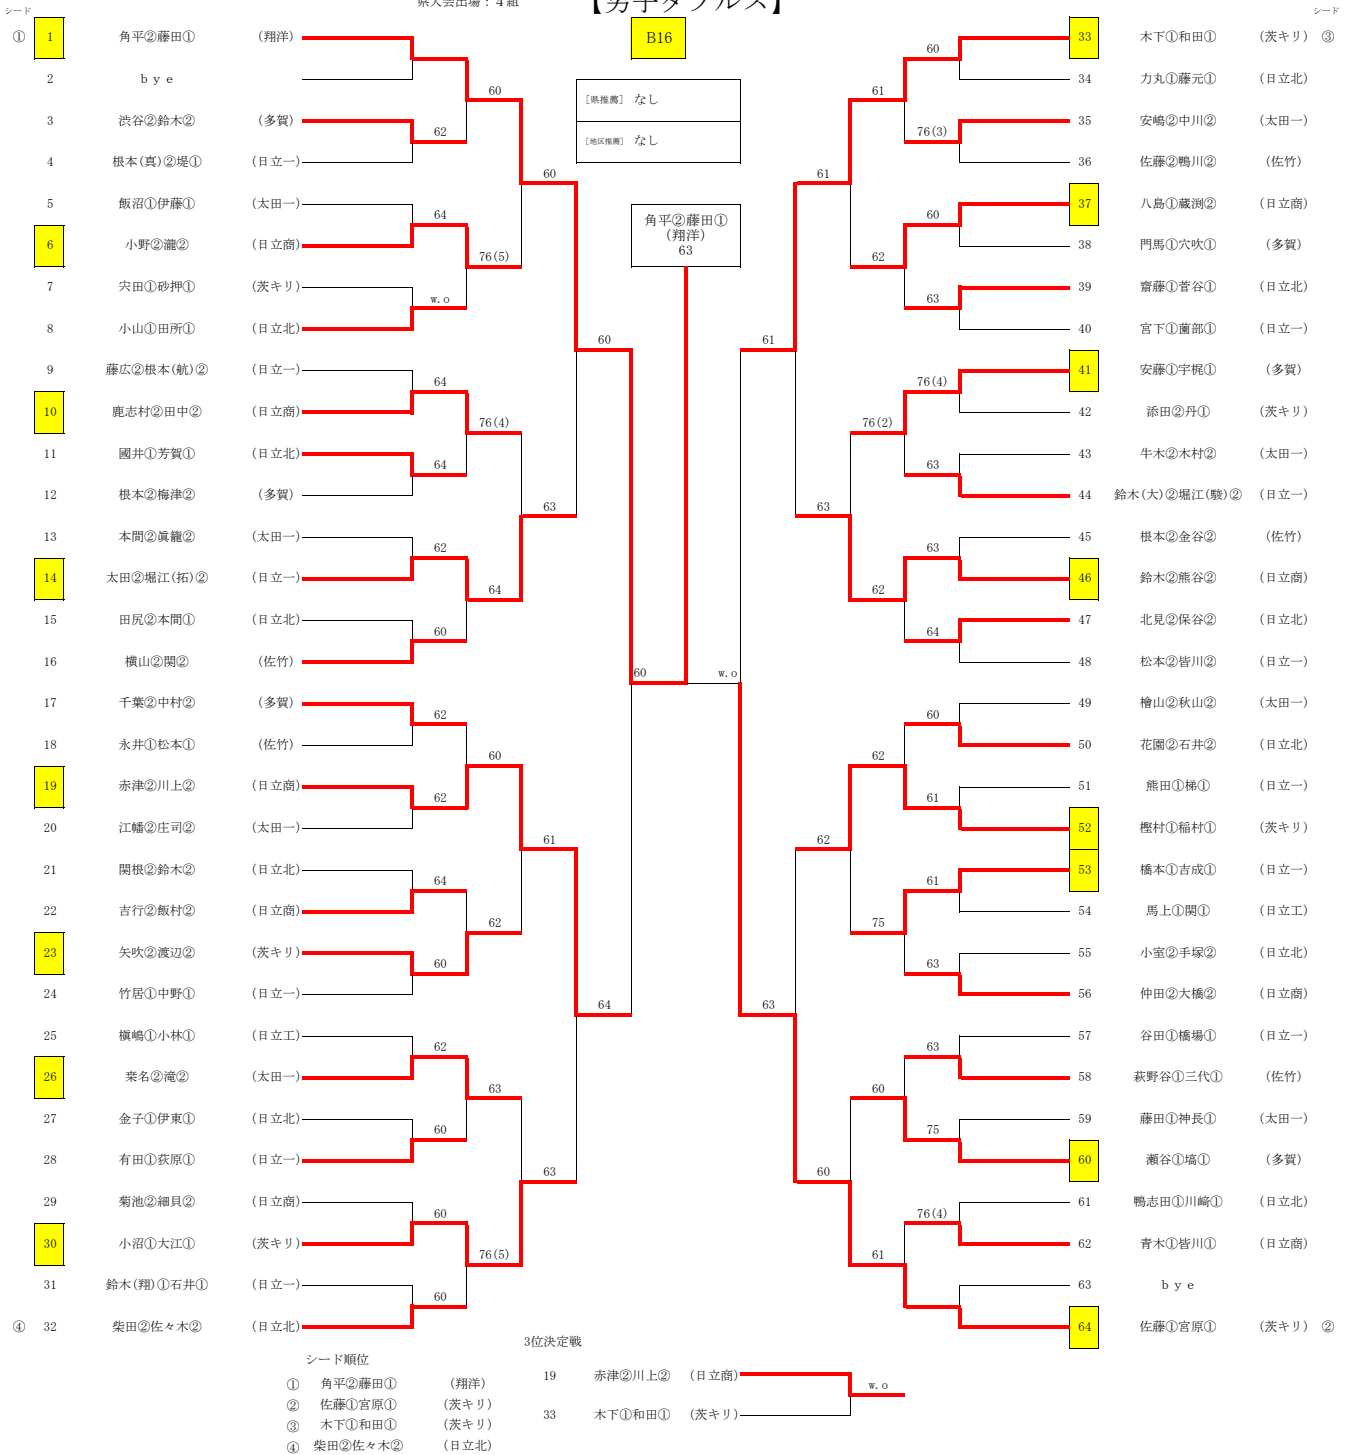 県大会出場：４組 【男子ダブルス】
シード シード
① 1 角平②藤田① (翔洋) B16 33 木下①和田① (茨キリ) ③
60
2 ｂｙｅ 34 力丸①藤元① (日立北)
60 [県推薦] なし 61
3 渋谷②鈴木② (多賀) 35 安嶋②中川② (太田一)
62 76(3)
[地区推薦] なし
4 根本(真)②堤① (日立一) 36 佐藤②鴨川② (佐竹)
60 61
5 飯沼①伊藤① (太田一) 37 八島①蔵渕② (日立商)
64 角平②藤田① 60
(翔洋)
6 小野②瀧② (日立商) 63 38 門馬①穴吹① (多賀)
76(5) 62
7 宍田①砂押① (茨キリ) 39 齋藤①菅谷① (日立北)
w.o 63
8 小山①田所① (日立北) 40 宮下①薗部① (日立一)
60 61
9 藤広②根本(航)② (日立一) 41 安藤①宇梶① (多賀)
64 76(4)
10 鹿志村②田中② (日立商) 42 添田②丹① (茨キリ)
76(4) 76(2)
11 國井①芳賀① (日立北) 43 牛木②木村② (太田一)
64 63
12 根本②梅津② (多賀) 44 鈴木(大)②堀江(駿)② (日立一)
63 63
13 本間②眞籠② (太田一) 45 根本②金谷② (佐竹)
62 63
14 太田②堀江(拓)② (日立一) 46 鈴木②熊谷② (日立商)
64 62
15 田尻②本間① (日立北) 47 北見②保谷② (日立北)
60 64
16 横山②関② (佐竹) 48 松本②皆川② (日立一)
60 w.o
17 千葉②中村② (多賀) 49 檜山②秋山② (太田一)
62 60
18 永井①松本① (佐竹) 50 花園②石井② (日立北)
60 62
19 赤津②川上② (日立商) 51 熊田①梯① (日立一)
62 61
20 江幡②庄司② (太田一) 52 樫村①稲村① (茨キリ)
61 62
21 関根②鈴木② (日立北) 53 橋本①吉成① (日立一)
64 61
22 吉行②飯村② (日立商) 54 馬上①関① (日立工)
62 75
23 矢吹②渡辺② (茨キリ) 55 小室②手塚② (日立北)
60 63
24 竹居①中野① (日立一) 56 仲田②大橋② (日立商)
64 63
25 槇嶋①小林① (日立工) 57 谷田①橋場① (日立一)
62 63
26 桒名②滝② (太田一) 58 萩野谷①三代① (佐竹)
63 60
27 金子①伊東① (日立北) 59 藤田①神長① (太田一)
60 75
28 有田①荻原① (日立一) 60 瀬谷①塙① (多賀)
63 60
29 菊池②細貝② (日立商) 61 鴨志田①川﨑① (日立北)
60 76(4)
30 小沼①大江① (茨キリ) 62 青木①皆川① (日立商)
76(5) 61
31 鈴木(翔)①石井① (日立一) 63 ｂｙｅ
60
④ 32 柴田②佐々木② (日立北) 64 佐藤①宮原① (茨キリ) ②
3位決定戦
シード順位
19 赤津②川上② (日立商)
① 角平②藤田① (翔洋) w.o
② 佐藤①宮原① (茨キリ)
33 木下①和田① (茨キリ)
③ 木下①和田① (茨キリ)
④ 柴田②佐々木② (日立北)